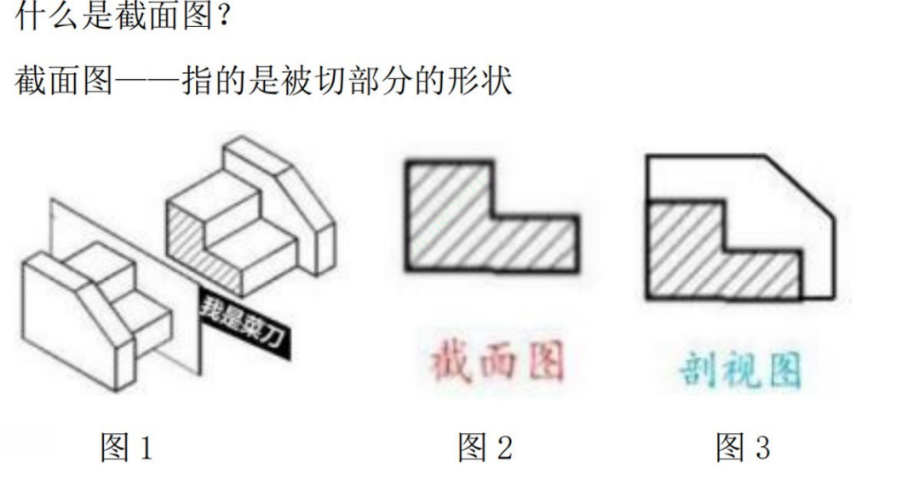 什么是截面图？
截面图——指的是被切部分的形状
我是菜刀
截面图
剖视图
图 1
图 2
图 3